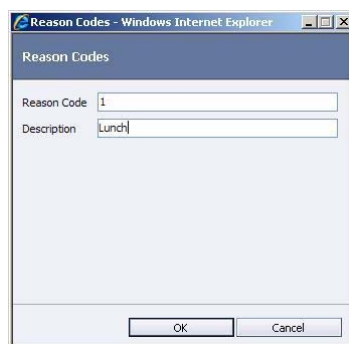 Reason Codes - Windows Internet Explorer
Reason Codes
Reason Code 1
Description Lunch
OK Cancel